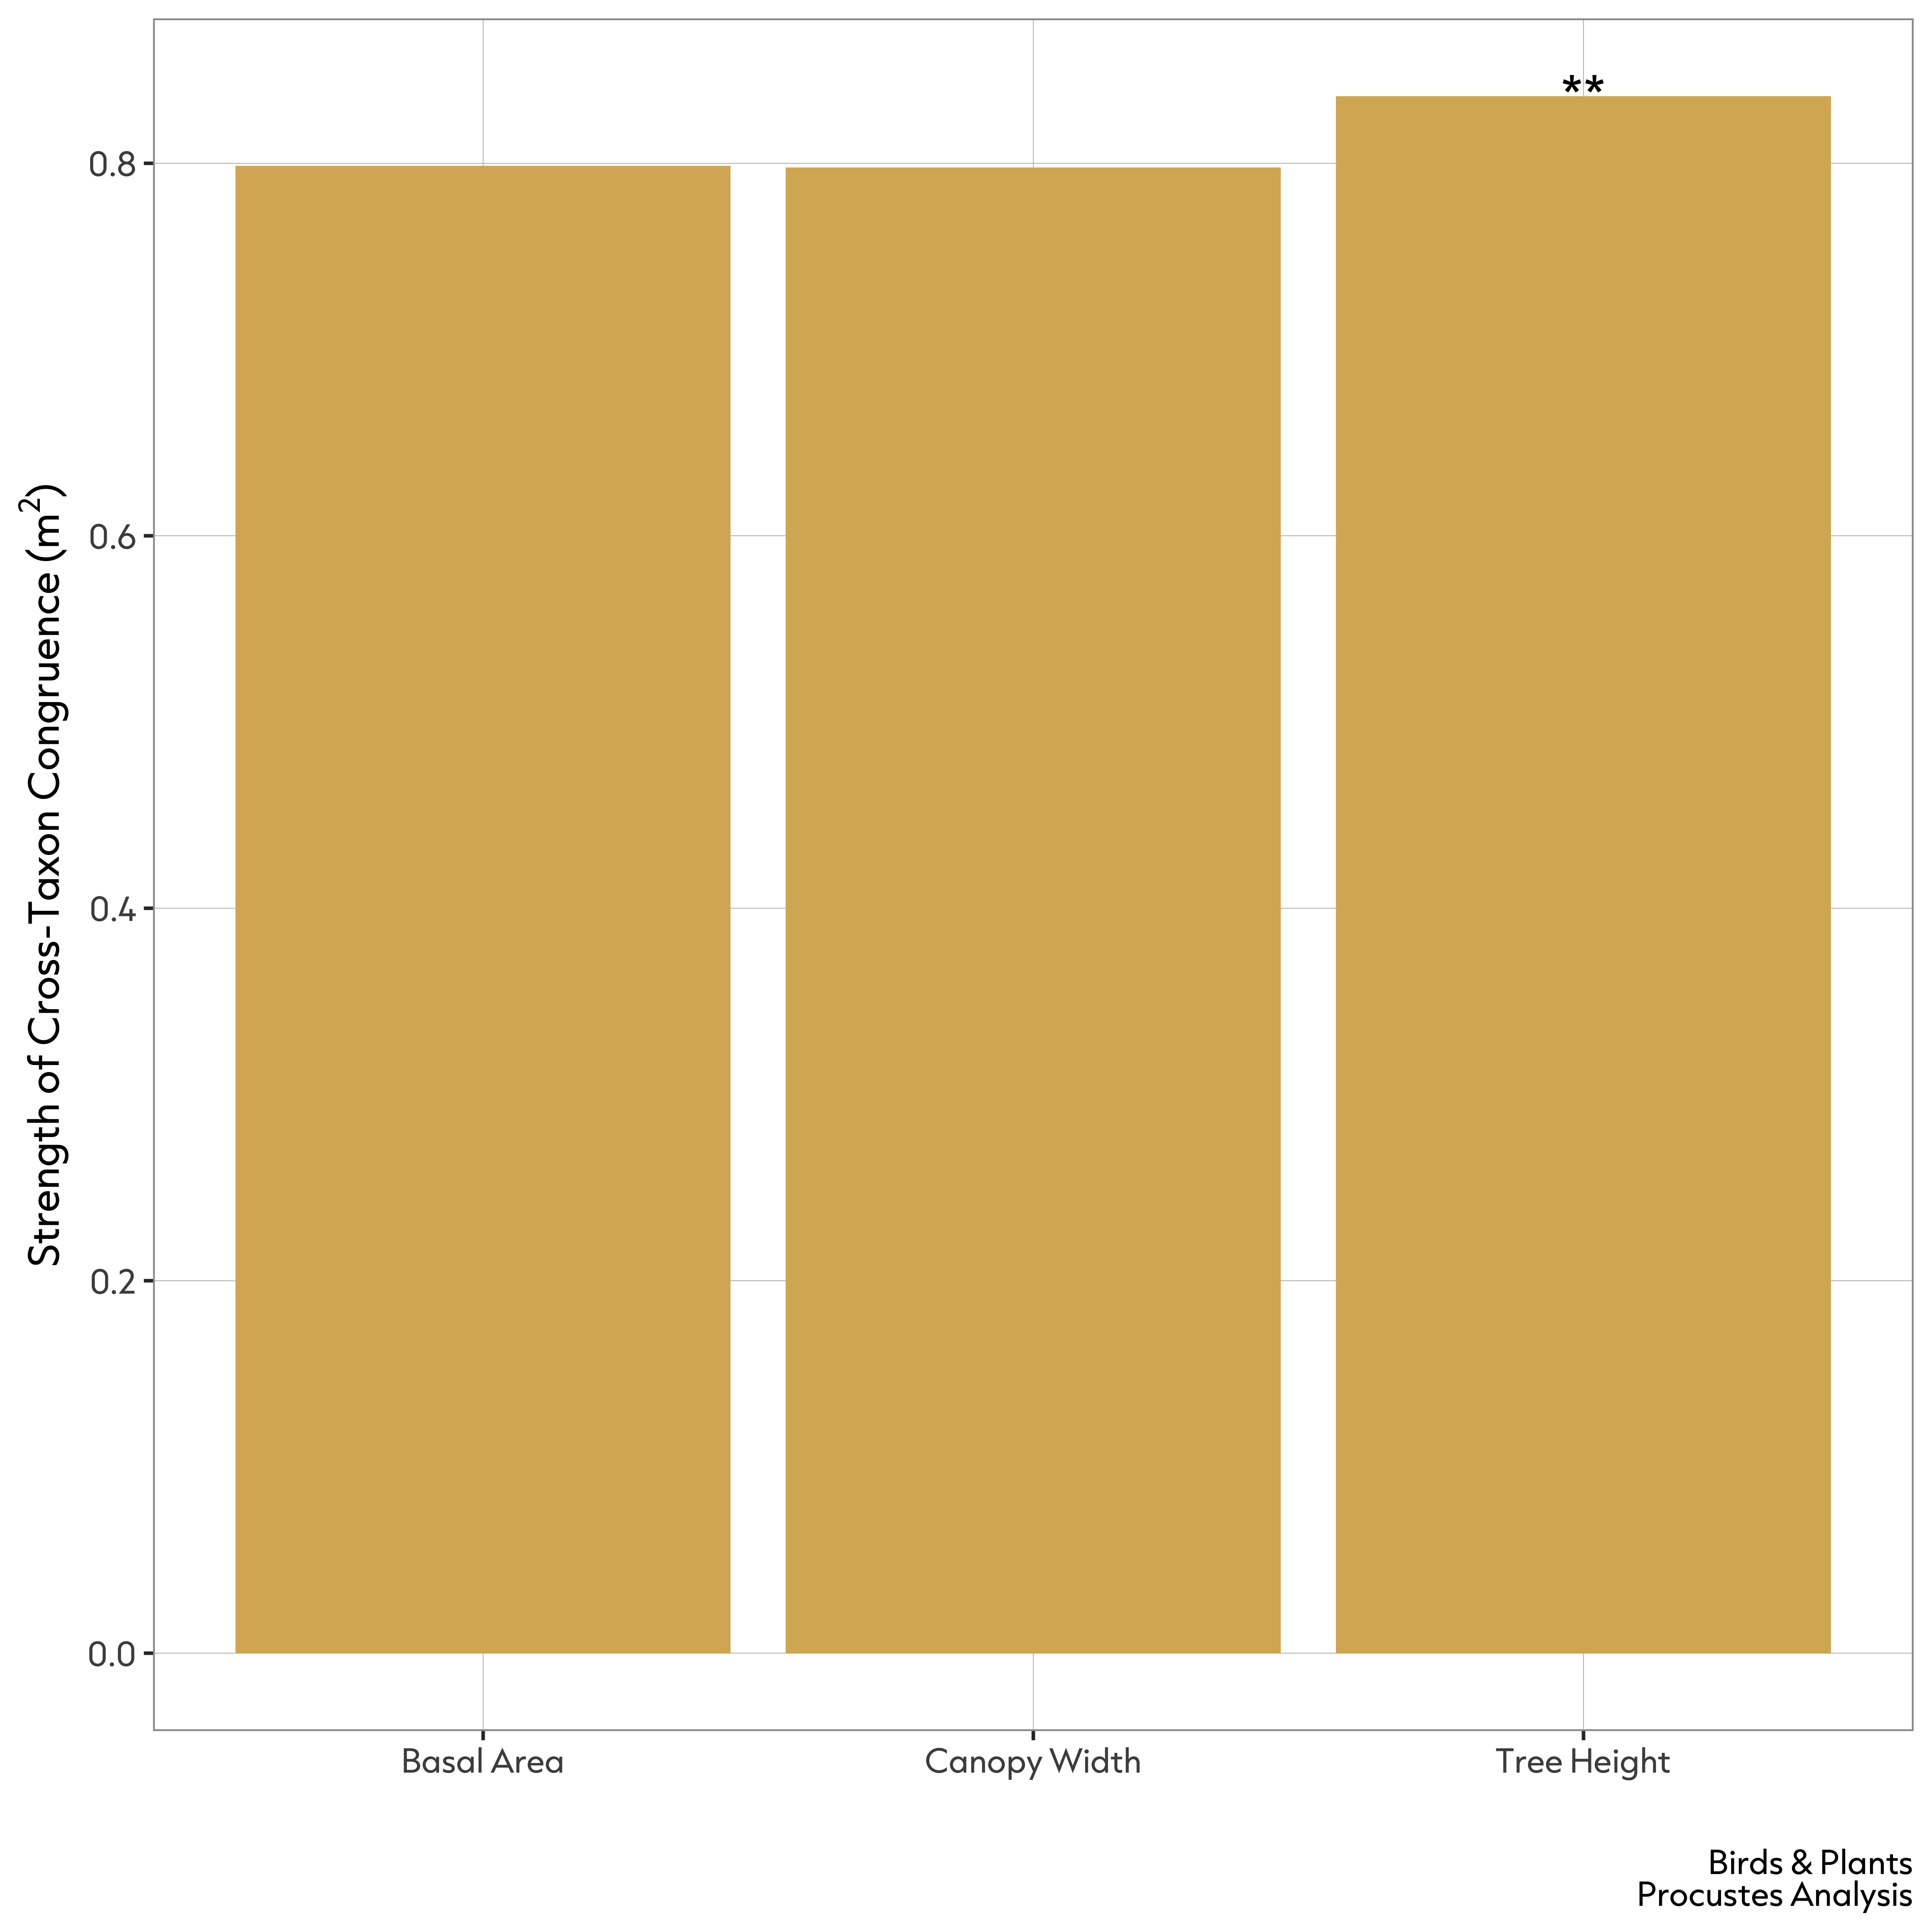 **
0.8
0.6
0.4
0.2
0.0
Strength of Cross-Taxon Congruence (m²)
Basal Area
Canopy Width
Tree Height
Birds & Plants
Procustes Analysis